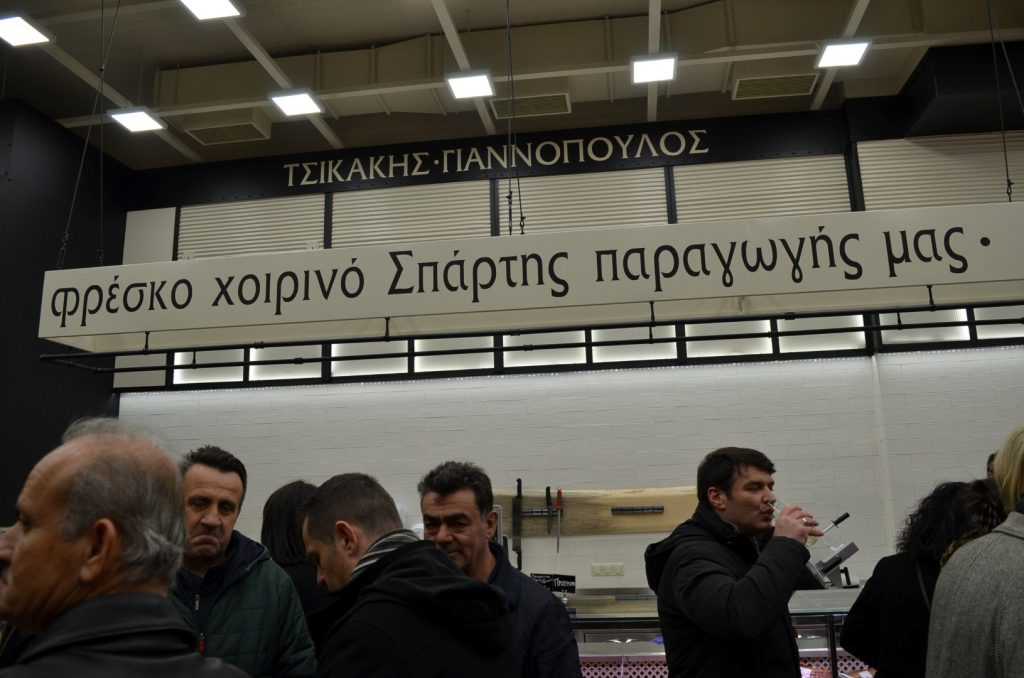 ΤΣΙΚΑΚΗΣ·ΓΙΑΝΝΟΠΟΥΛΟΣ
φρέσκο χοιρινό Σπάρτης παραγωγής μας·